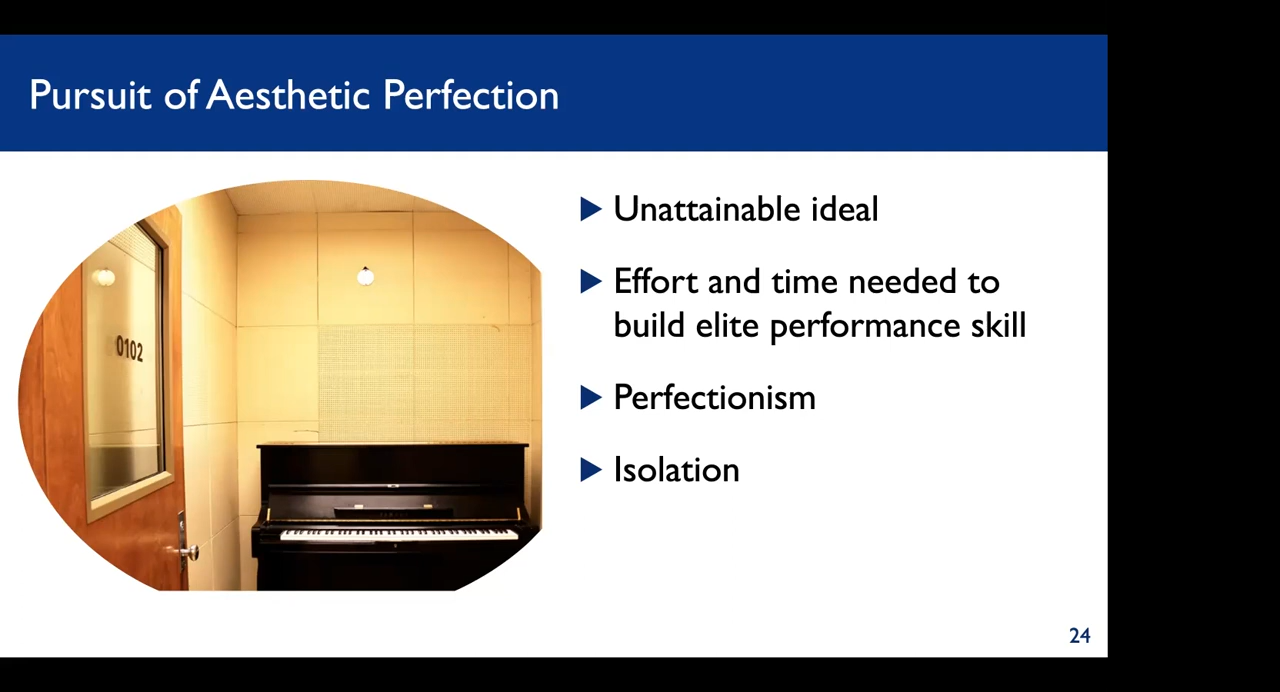 Pursuit of Aesthetic Perfection
Unattainable ideal
Effort and time needed to
build elite performance skill
Perfectionism
Isolation
0102
24